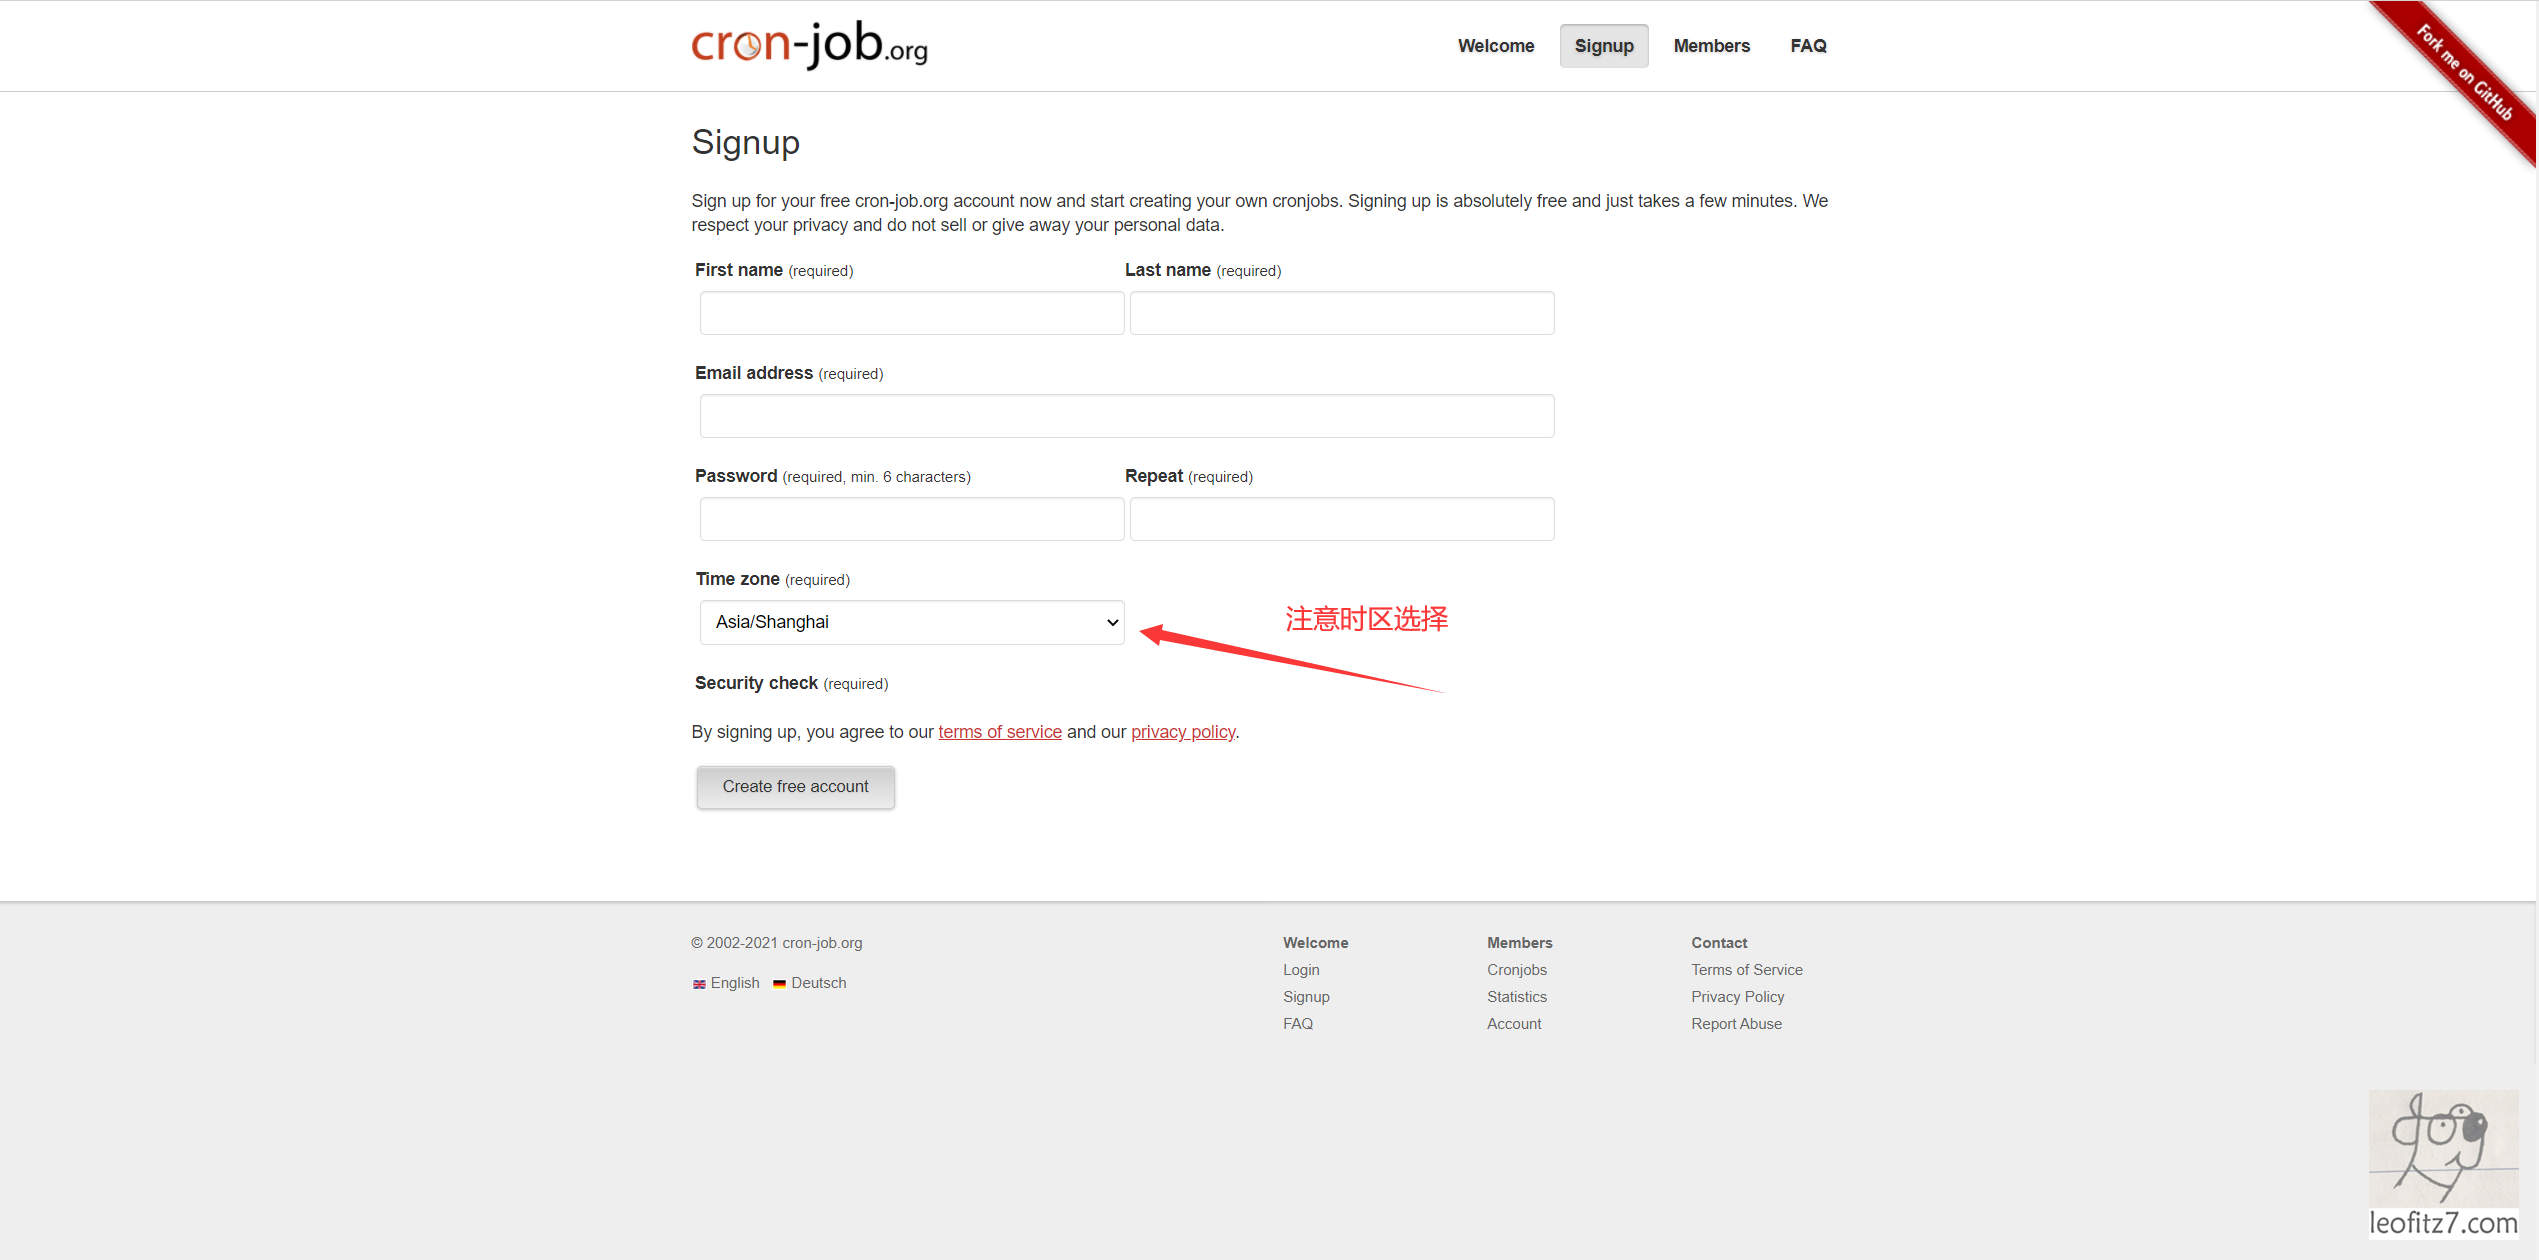 cron-job.org
Welcome Signup Members FAQ
Fork me on GitHub
Signup
Sign up for your free cron-job.org account now and start creating your own cronjobs. Signing up is absolutely free and just takes a few minutes. We
respect your privacy and do not sell or give away your personal data.
First name (required) Last name (required)
Email address (required)
Password (required, min. 6 characters) Repeat (required)
Time zone (required)
Asia/Shanghai
注意时区选择
Security check (required)
By signing up, you agree to our terms of service and our privacy policy.
Create free account
© 2002-2021 cron-job.org
English Deutsch
Welcome
Login
Signup
FAQ
Members
Cronjobs
Statistics
Account
Contact
Terms of Service
Privacy Policy
Report Abuse
dog
leofitz7.com